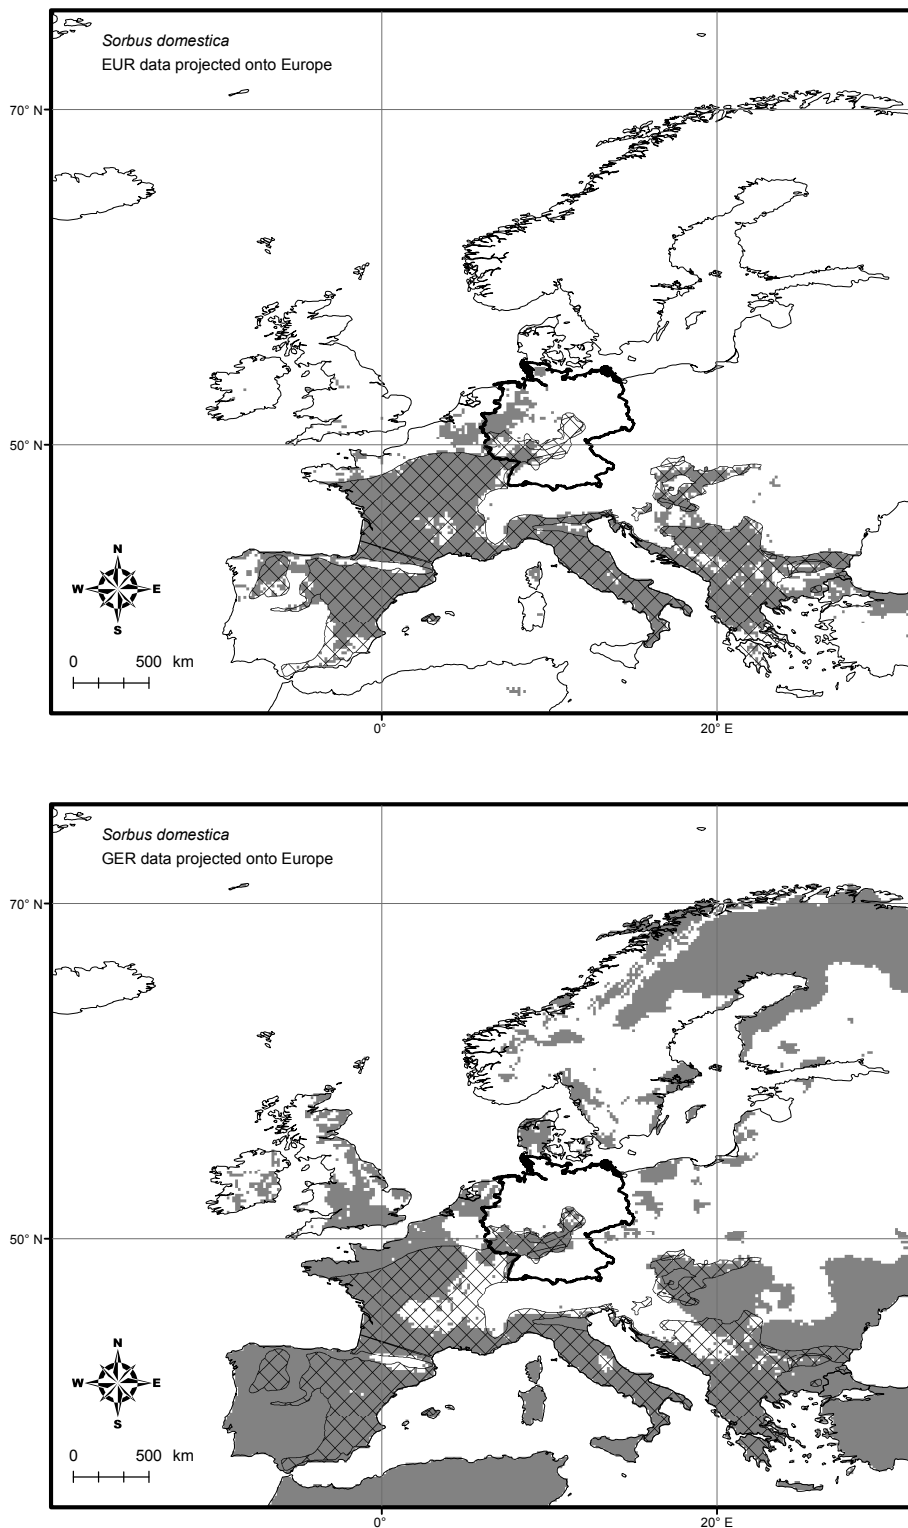 Sorbus domestica
EUR data projected onto Europe
70° N
50° N
N
W E
S
0 500 km
0° 20° E
Sorbus domestica
GER data projected onto Europe
70° N
50° N
N
W E
S
0 500 km
0° 20° E